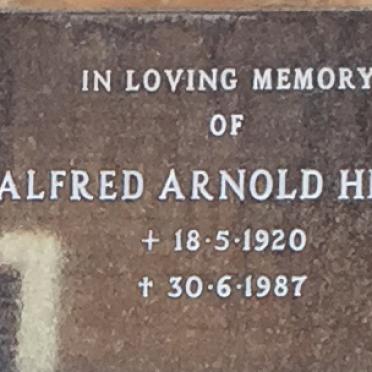 IN LOVING MEMORY
OF
ALFRED ARNOLD
+ 18·5·1920
† 30·6·1987